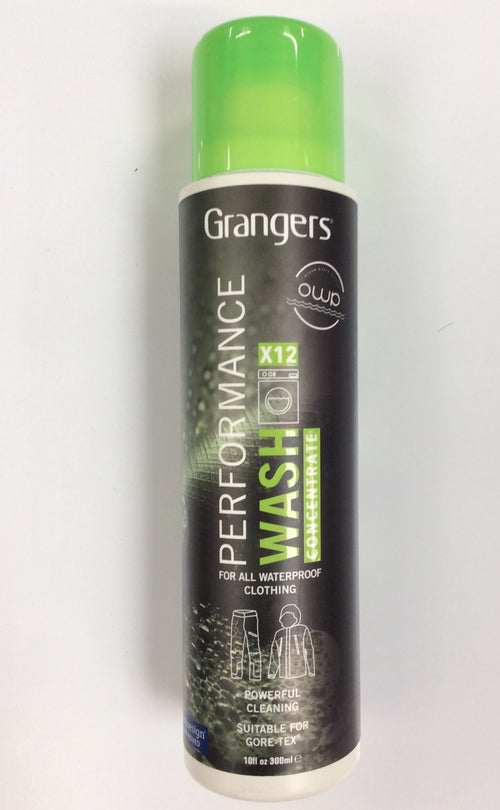 Grangers
owp
PERFORMANCE
X12
WASH
CONCENTRATE
FOR ALL WATERPROOF
CLOTHING
POWERFUL
CLEANING
SUITABLE FOR
GORE-TEX®
10fl oz 300ml ℮